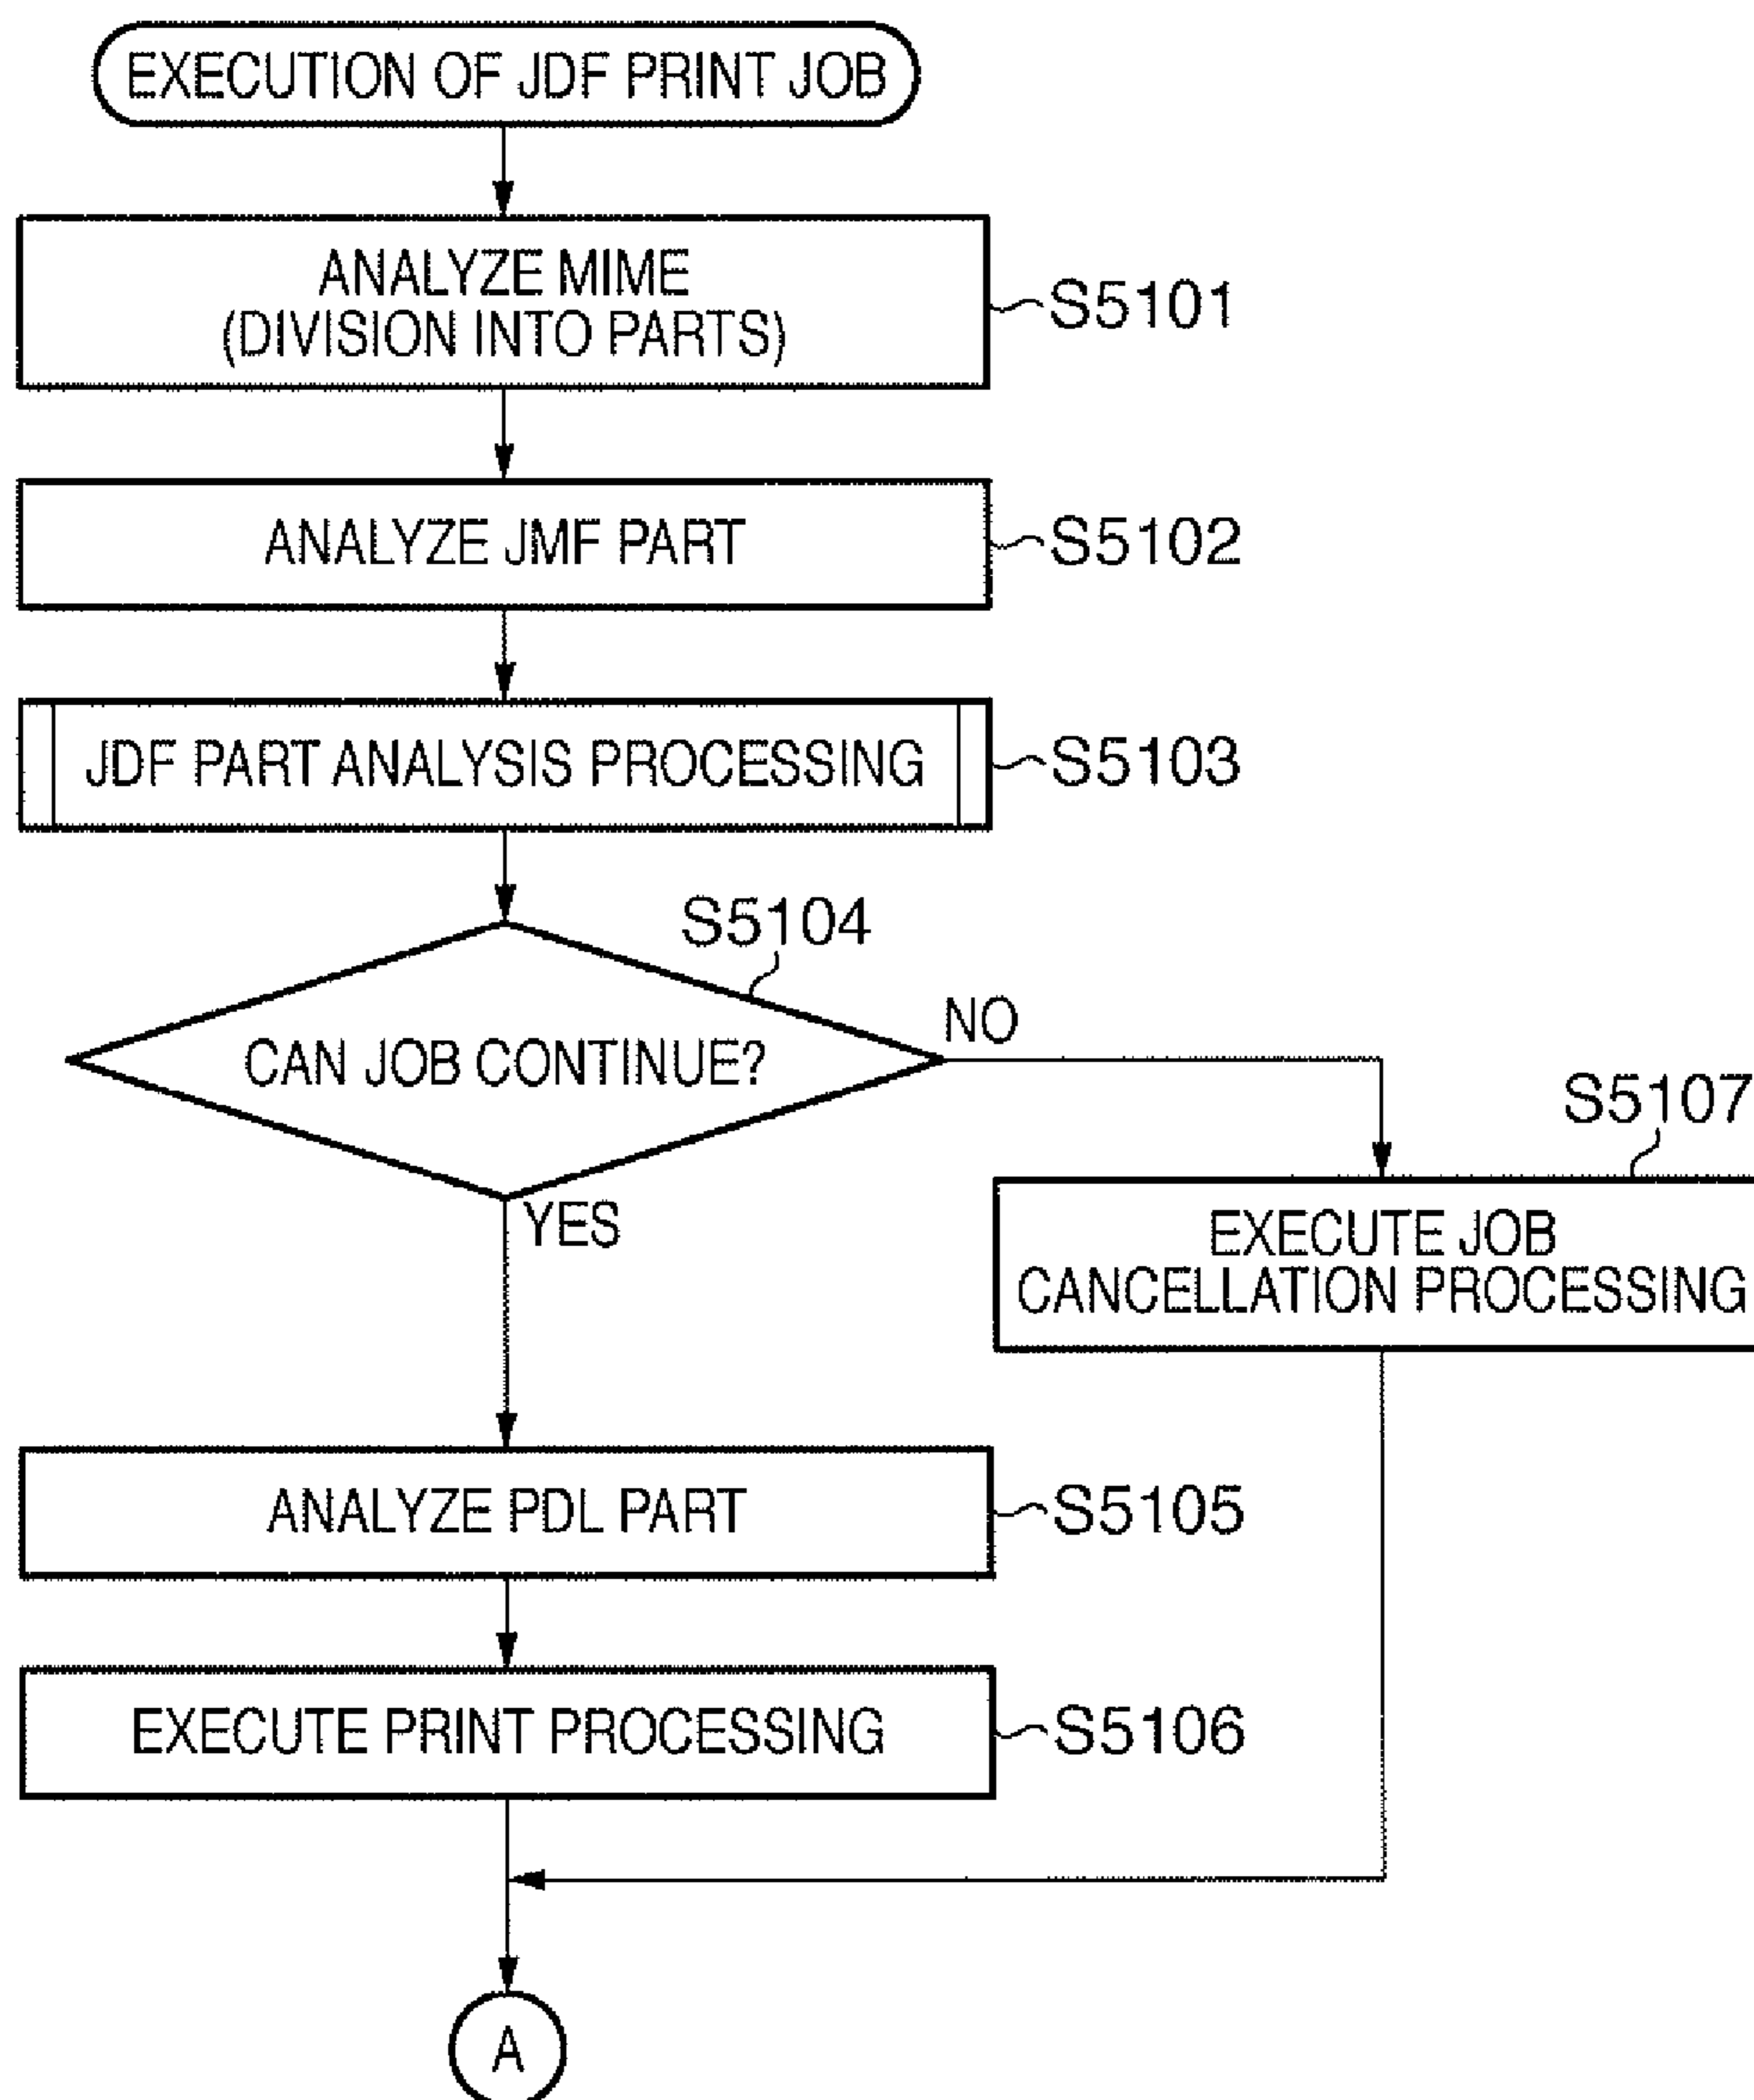 EXECUTION OF JDF PRINT JOB
ANALYZE MIME
(DIVISION INTO PARTS)
S5101
ANALYZE JMF PART
S5102
JDF PART ANALYSIS PROCESSING
S5103
S5104
CAN JOB CONTINUE?
NO
YES
S5107
EXECUTE JOB
CANCELLATION PROCESSING
ANALYZE PDL PART
S5105
EXECUTE PRINT PROCESSING
S5106
A